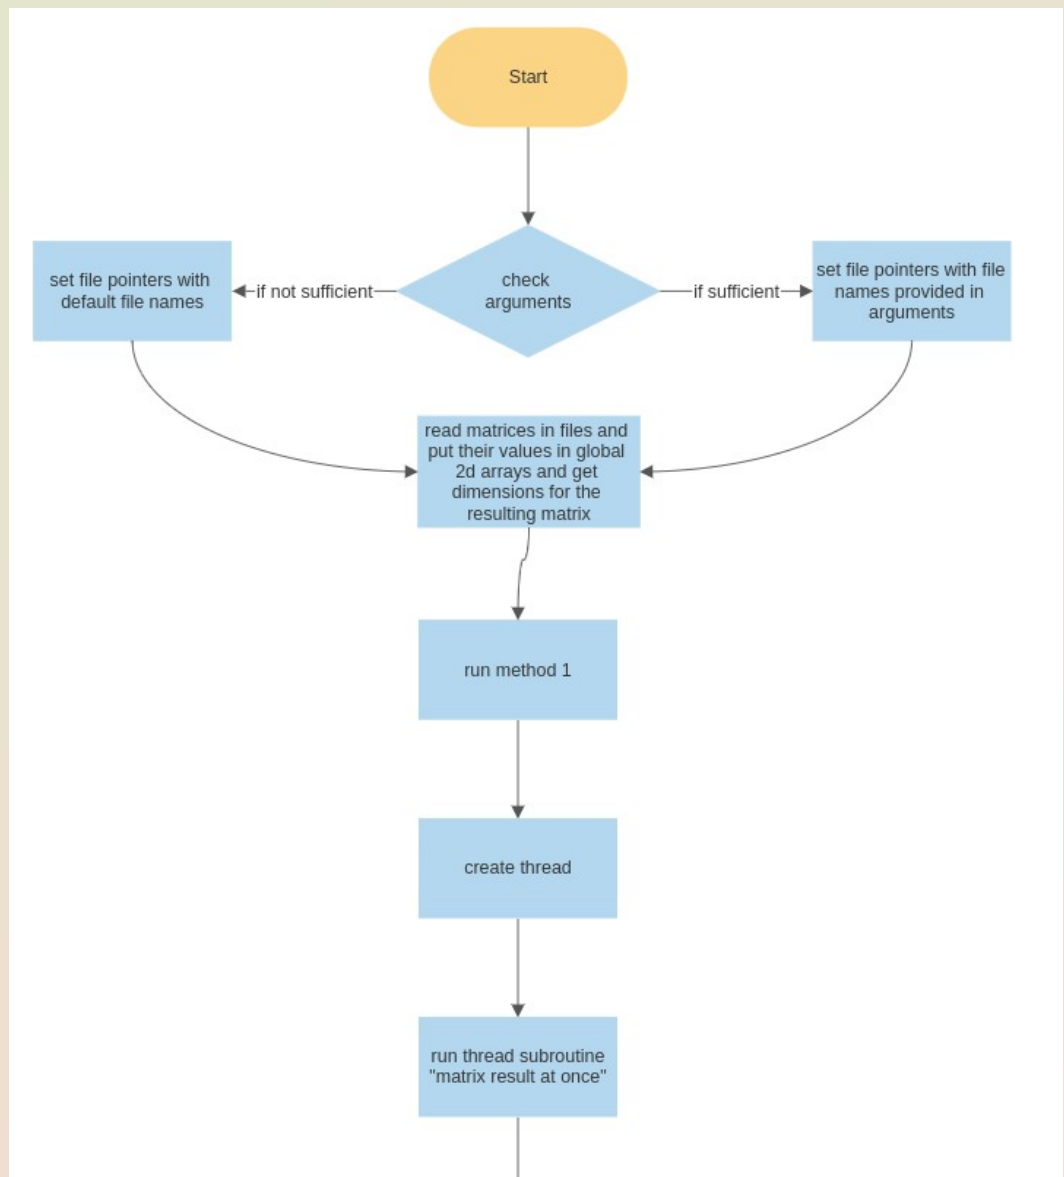 Start
check
arguments
if not sufficient
if sufficient
set file pointers with
default file names
set file pointers with file
names provided in
arguments
read matrices in files and
put their values in global
2d arrays and get
dimensions for the
resulting matrix
run method 1
create thread
run thread subroutine
"matrix result at once"